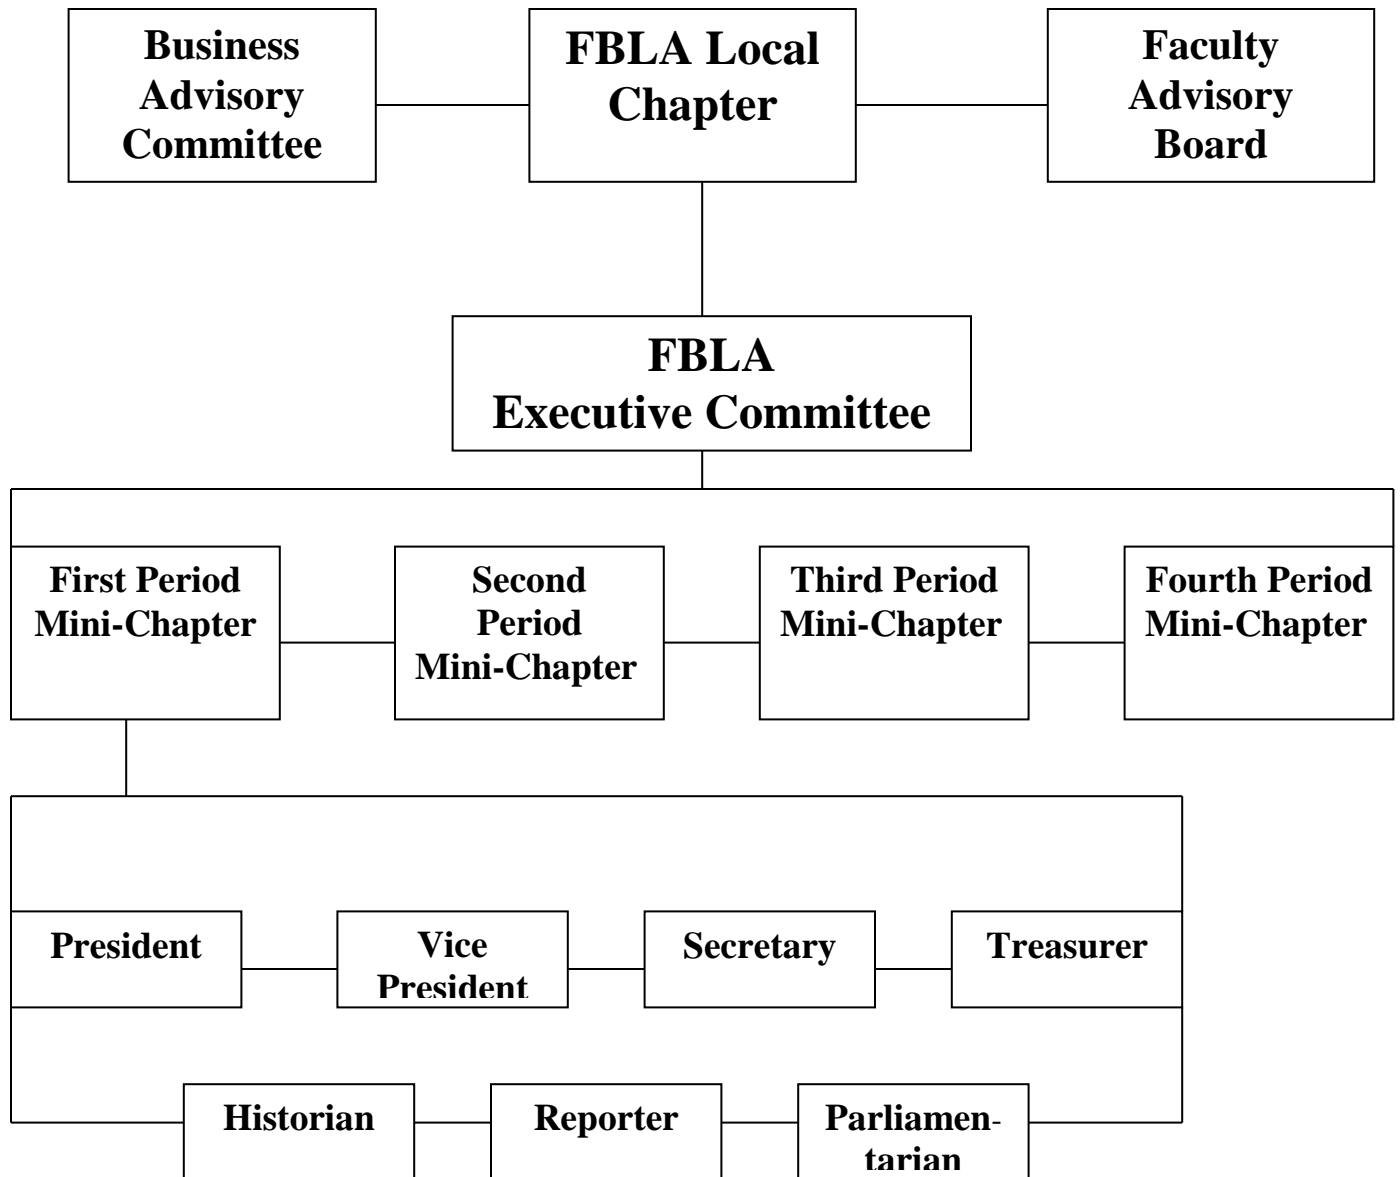 Business
Advisory
Committee
FBLA Local
Chapter
Faculty
Advisory
Board
FBLA
Executive Committee
First Period
Mini-Chapter
Second
Period
Mini-Chapter
Third Period
Mini-Chapter
Fourth Period
Mini-Chapter
President
Vice
President
Secretary
Treasurer
Historian
Reporter
Parliamen-
tarian